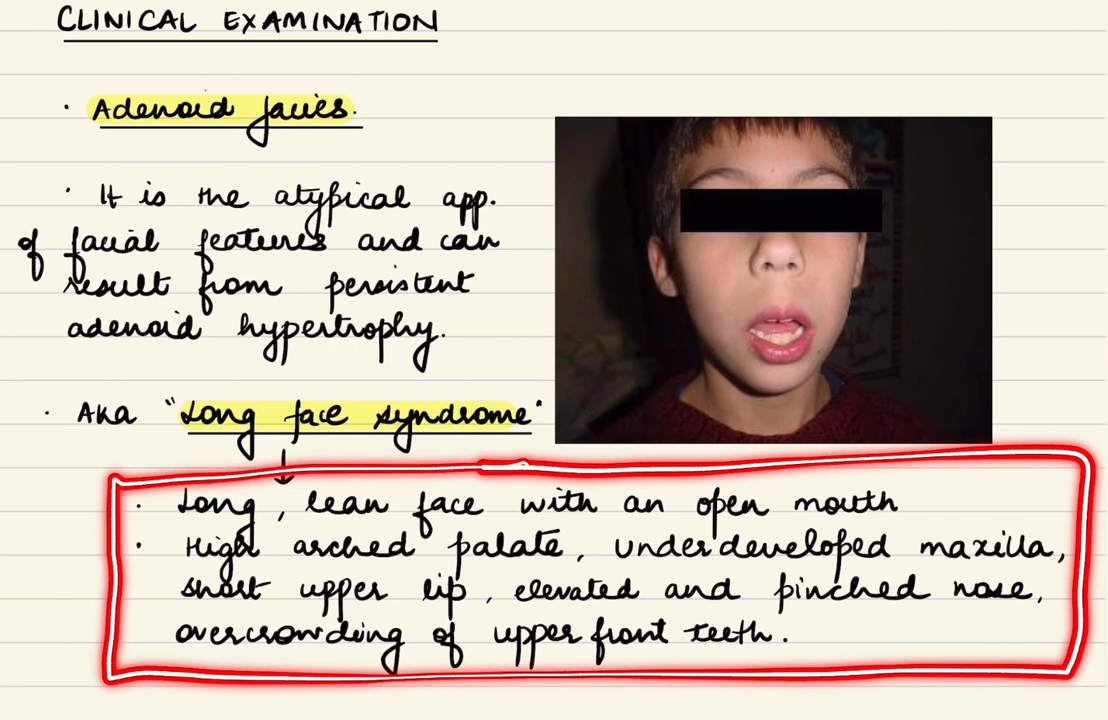 CLINICAL EXAMINATION
· Adenoid facies.
· It is the atypical app.
of facial features and can
result from persistent
adenoid hypertrophy.
· AKA "Long face syndrome"
· Long, lean face with an open mouth
· High arched palate, underdeveloped maxilla,
short upper lip, elevated and pinched nose,
overcrowding of upper front teeth.